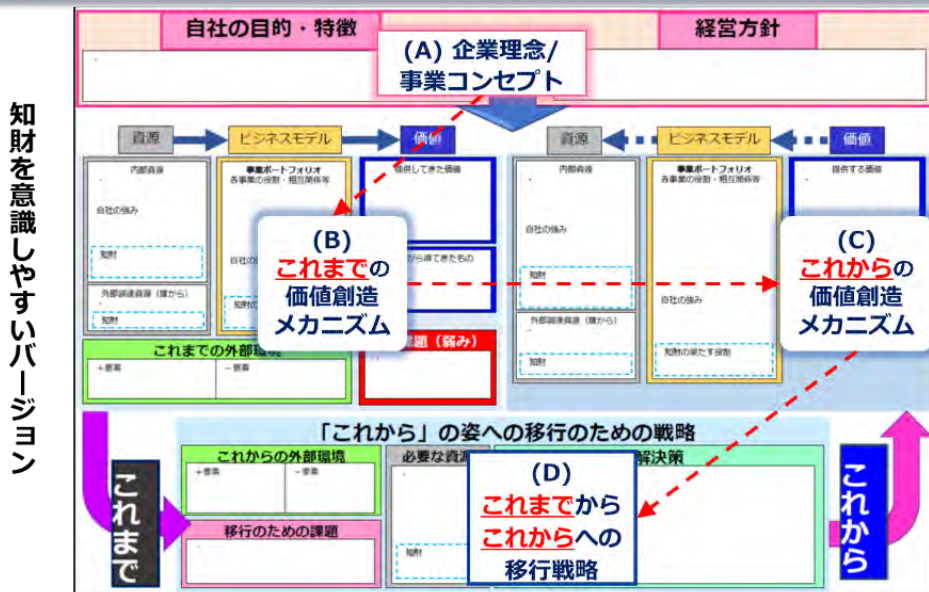 知財を意識しやすいバージョン
自社の目的・特徴
経営方針
(A) 企業理念/
事業コンセプト
資源
ビジネスモデル
価値
資源
ビジネスモデル
価値
内部資源
自社の強み
知財
外部調達資源（誰から）
知財
事業ポートフォリオ
各事業の役割・相互関係等
提供してきた価値
から得てきたもの
(B)
これまでの
価値創造
メカニズム
これまでの外部環境
+要素
-要素
題（弱み）
内部資源
自社の強み
知財
外部調達資源（誰から）
知財
事業ポートフォリオ
各事業の役割・相互関係等
自社の強み
知財の果たす役割
提供する価値
(C)
これからの
価値創造
メカニズム
「これから」の姿への移行のための戦略
これまで
これからの外部環境
+要素
-要素
移行のための課題
必要な資源
知財
解決策
(D)
これまでから
これからへの
移行戦略
これから